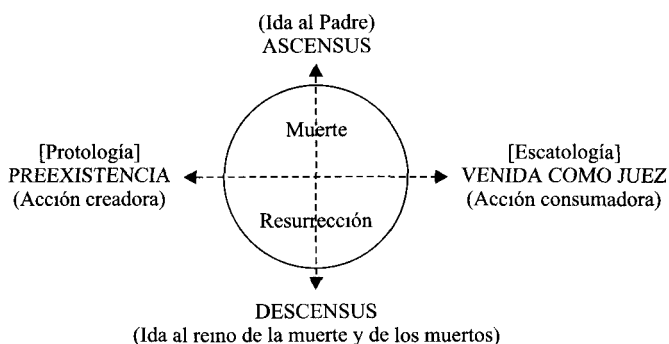 (Ida al Padre)
ASCENSUS
Muerte
[Protología]
PREEXISTENCIA
(Acción creadora)
[Escatología]
VENIDA COMO JUEZ
(Acción consumadora)
Resurrección
DESCENSUS
(Ida al reino de la muerte y de los muertos)